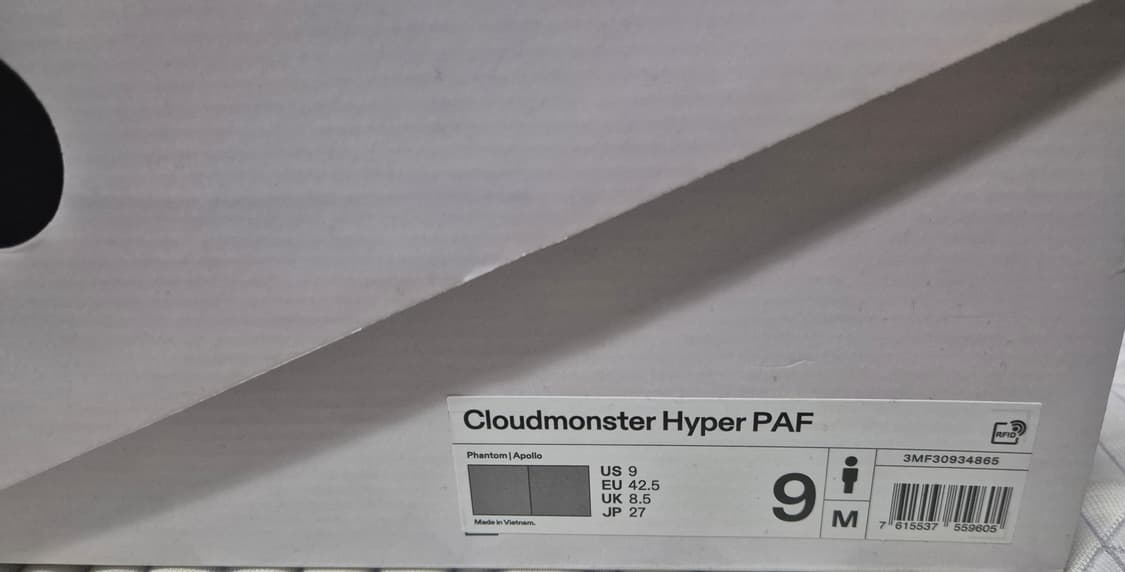 Cloudmonster Hyper PAF
RFID
Phantom | Apollo
US 9
EU 42.5
UK 8.5
JP 27
Made in Vietnam.
9
M
3MF30934865
7 615537 559605